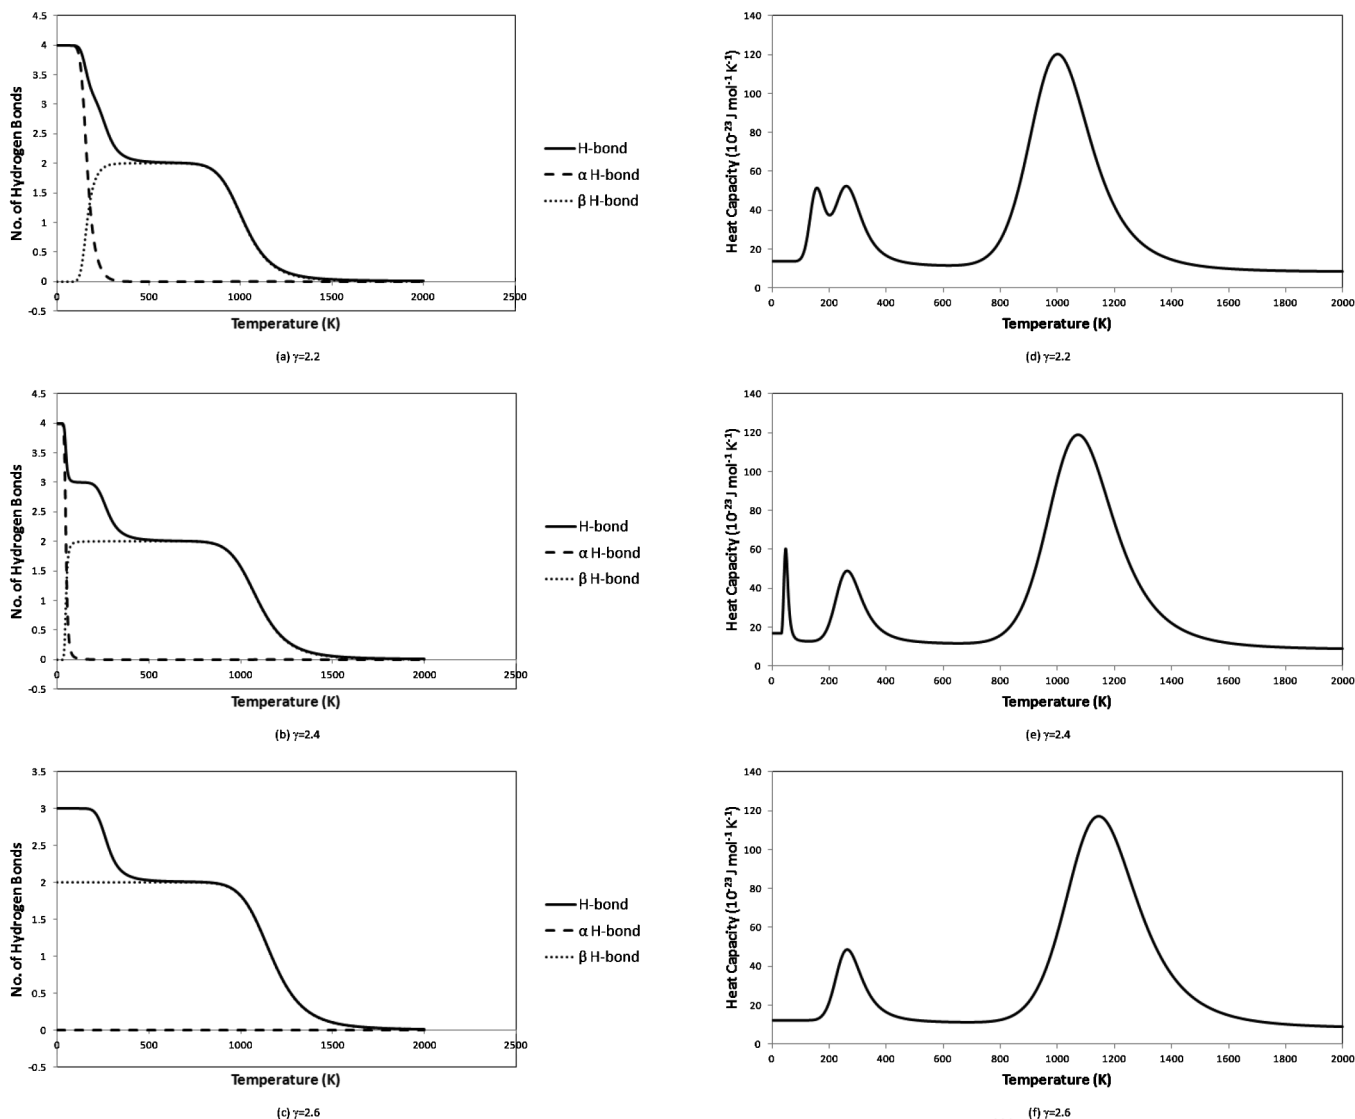 4.5
4
3.5
3
2.5
2
1.5
1
0.5
0
-0.5
No. of Hydrogen Bonds
0 500 1000 1500 2000 2500
Temperature (K)
H-bond
α H-bond
β H-bond
(a) γ=2.2
140
120
100
80
60
40
20
0
Heat Capacity (10⁻²³ J mol⁻¹ K⁻¹)
0 200 400 600 800 1000 1200 1400 1600 1800 2000
Temperature (K)
(d) γ=2.2
4.5
4
3.5
3
2.5
2
1.5
1
0.5
0
-0.5
No. of Hydrogen Bonds
0 500 1000 1500 2000 2500
Temperature (K)
H-bond
α H-bond
β H-bond
(b) γ=2.4
140
120
100
80
60
40
20
0
Heat Capacity (10⁻²³ J mol⁻¹ K⁻¹)
0 200 400 600 800 1000 1200 1400 1600 1800 2000
Temperature (K)
(e) γ=2.4
3.5
3
2.5
2
1.5
1
0.5
0
-0.5
No. of Hydrogen Bonds
0 500 1000 1500 2000 2500
Temperature (K)
H-bond
α H-bond
β H-bond
(c) γ=2.6
140
120
100
80
60
40
20
0
Heat Capacity (10⁻²³ J mol⁻¹ K⁻¹)
0 200 400 600 800 1000 1200 1400 1600 1800 2000
Temperature (K)
(f) γ=2.6